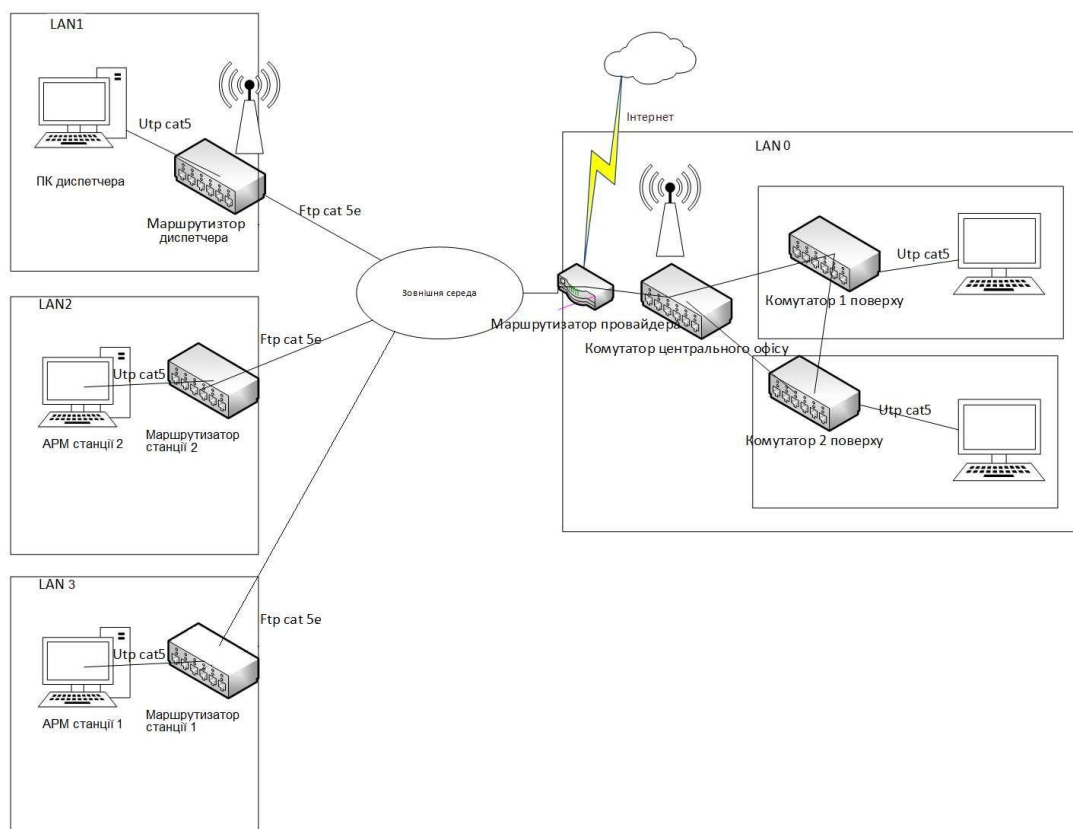 LAN1
Utp cat5
ПК диспетчера
Маршрутизтор
диспетчера
Ftp cat 5e
LAN2
Utp cat5
АРМ станції 2
Маршрутизатор
станції 2
Ftp cat 5e
LAN 3
Utp cat5
АРМ станції 1
Маршрутизатор
станції 1
Ftp cat 5e
Зовнішня середа
Інтернет
LAN 0
Маршрутизатор провайдера
Комутатор центрального офісу
Комутатор 1 поверху
Utp cat5
Комутатор 2 поверху
Utp cat5